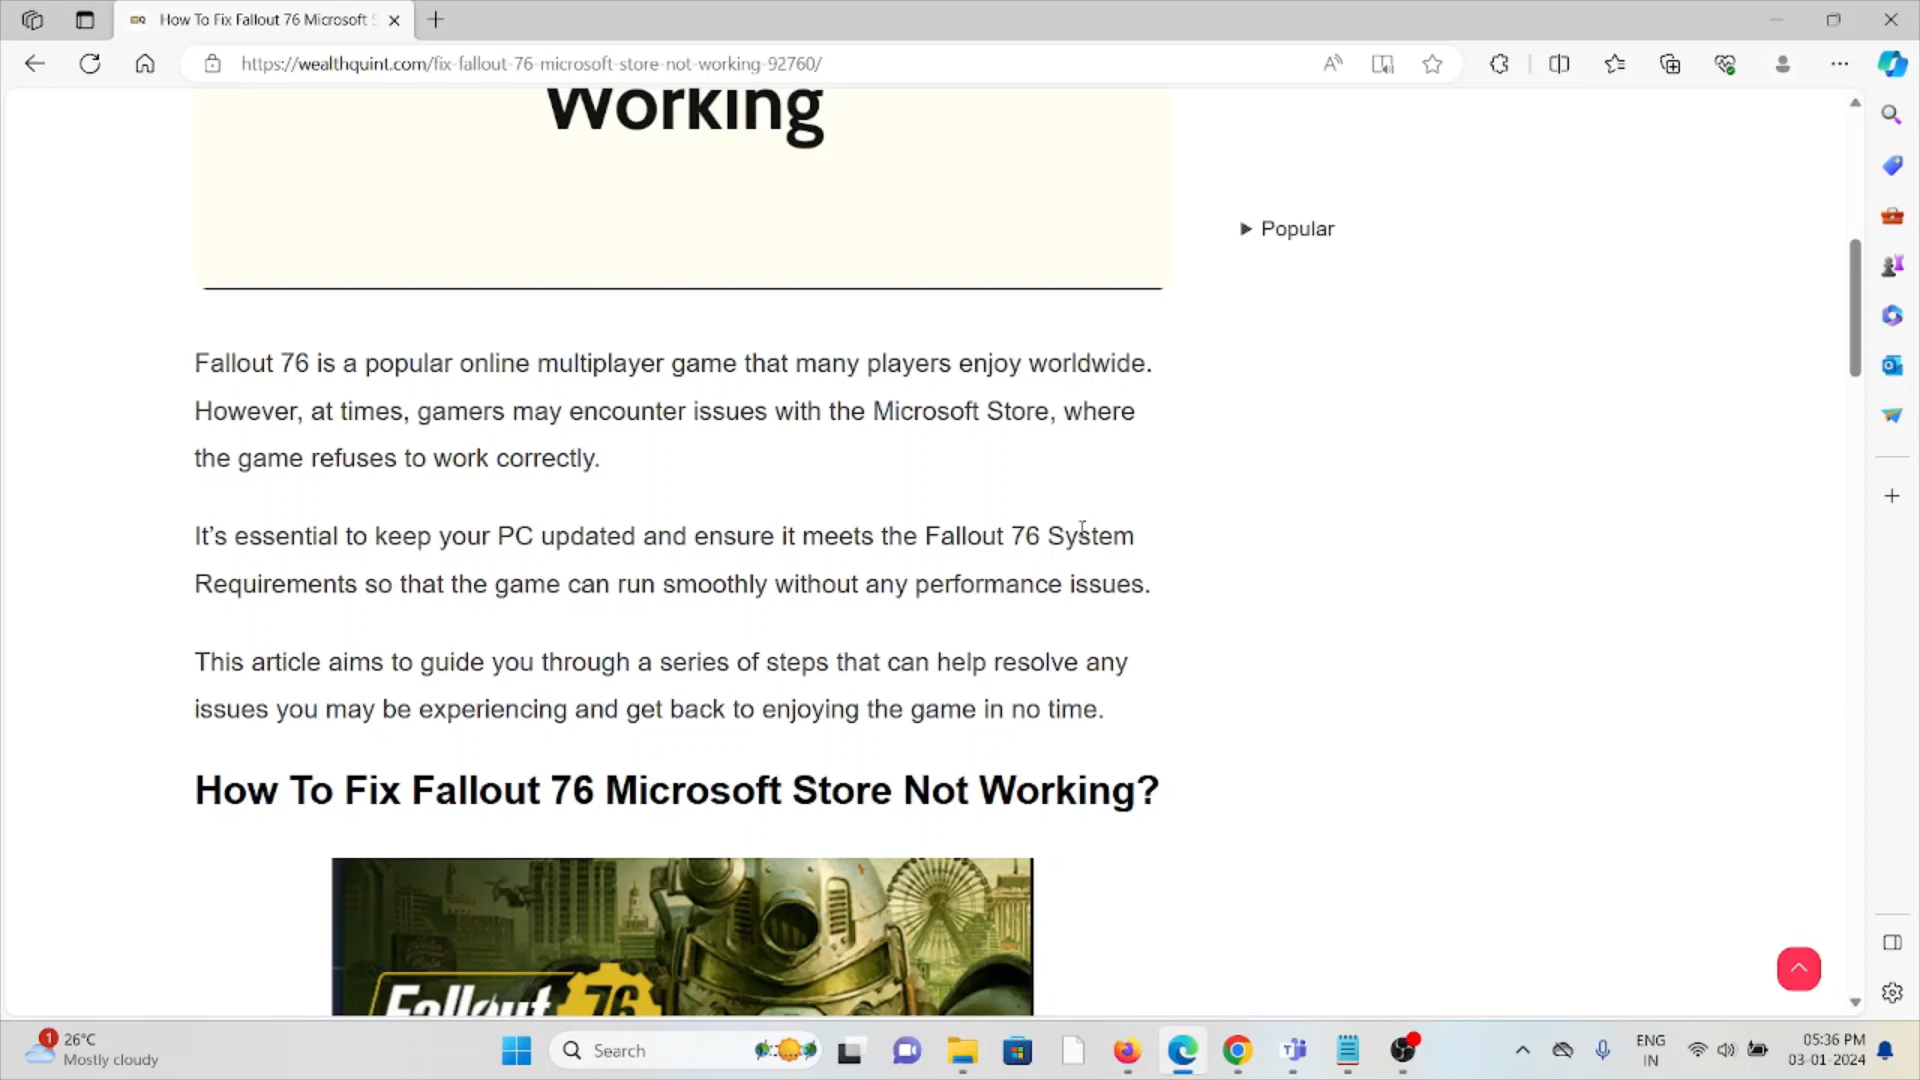 How To Fix Fallout 76 Microsoft S
https://wealthquint.com/fix-fallout-76-microsoft-store-not-working-92760/
Working
Popular
Fallout 76 is a popular online multiplayer game that many players enjoy worldwide.
However, at times, gamers may encounter issues with the Microsoft Store, where
the game refuses to work correctly.
It’s essential to keep your PC updated and ensure it meets the Fallout 76 System
Requirements so that the game can run smoothly without any performance issues.
This article aims to guide you through a series of steps that can help resolve any
issues you may be experiencing and get back to enjoying the game in no time.
How To Fix Fallout 76 Microsoft Store Not Working?
Fallout 76
1
26°C
Mostly cloudy
Search
ENG
IN
05:36 PM
03-01-2024